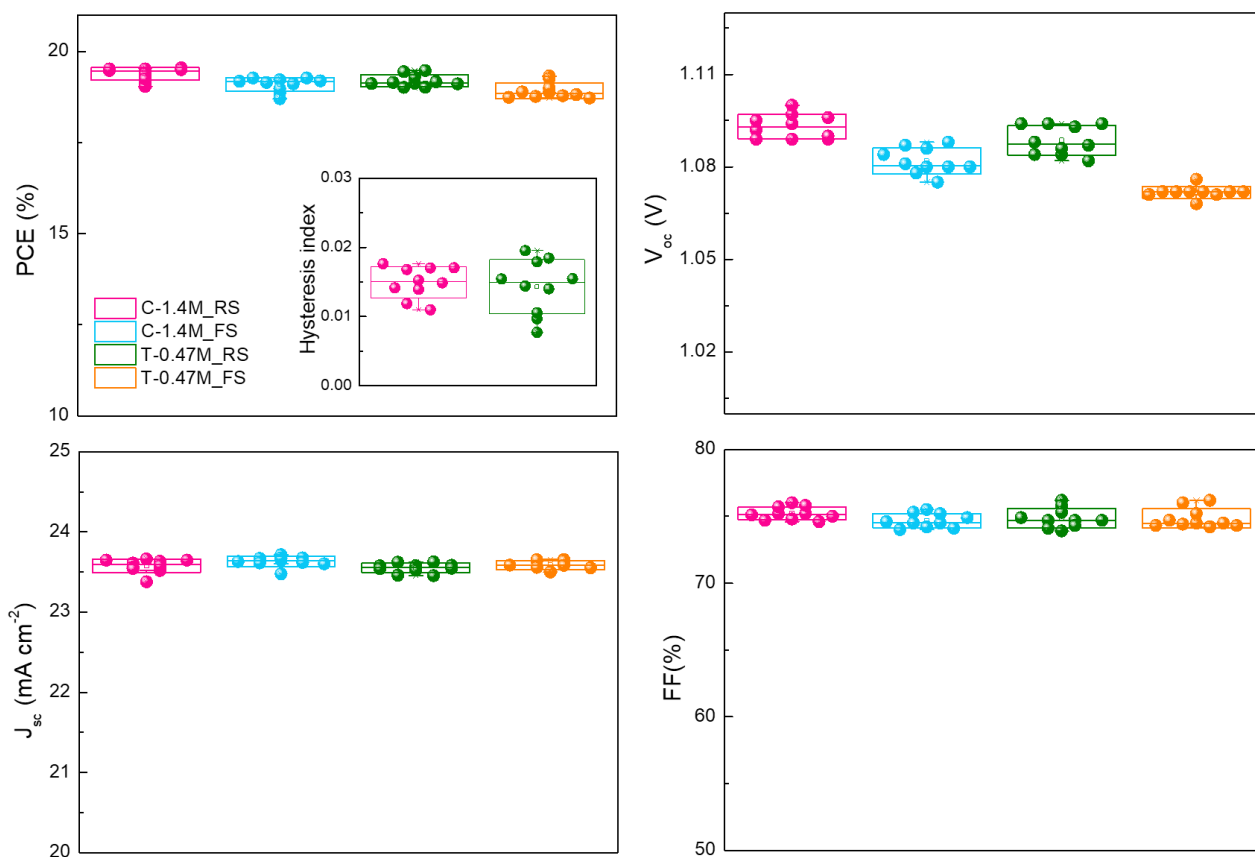 20
15
10
PCE (%)
C-1.4M_RS
C-1.4M_FS
T-0.47M_RS
T-0.47M_FS
0.03
0.02
0.01
0.00
Hysteresis index
1.11
1.08
1.05
1.02
V_oc (V)
25
24
23
22
21
20
J_sc (mA cm⁻²)
80
70
60
50
FF(%)